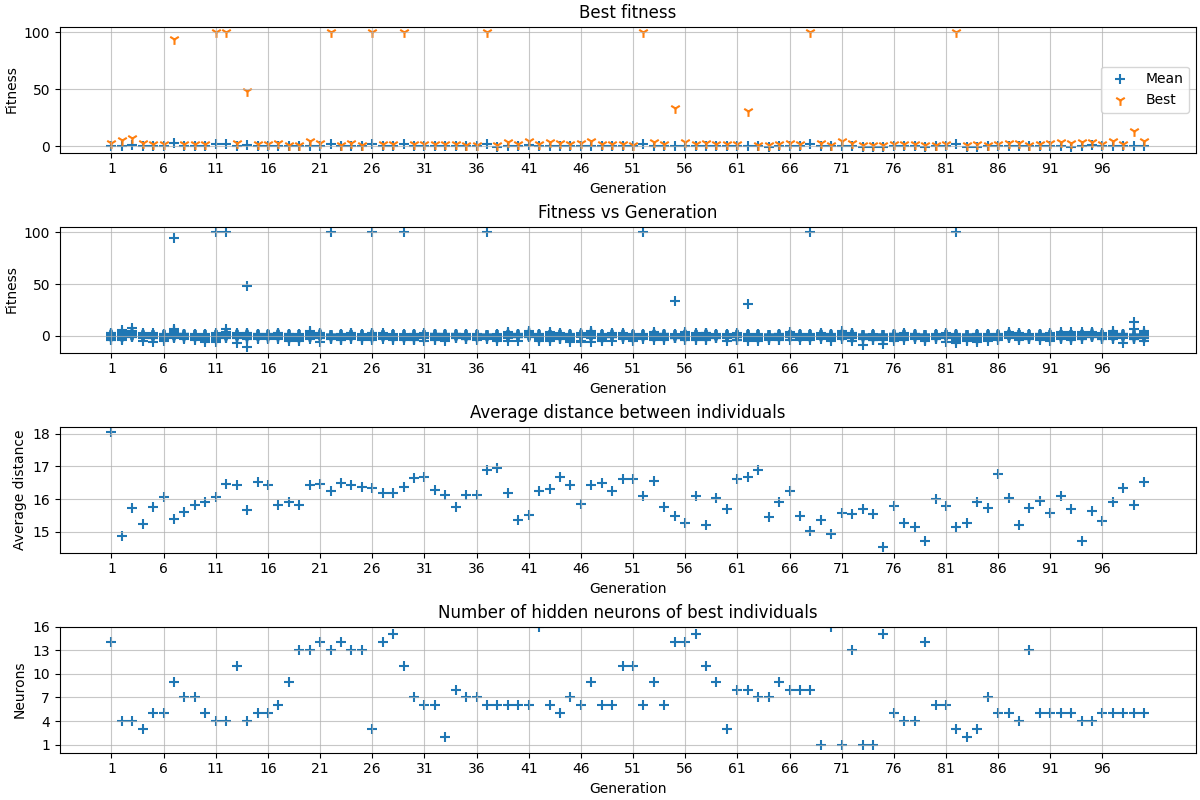 Best fitness
100
50
0
Fitness
Mean
Best
1 6 11 16 21 26 31 36 41 46 51 56 61 66 71 76 81 86 91 96
Generation
Fitness vs Generation
100
50
0
Fitness
1 6 11 16 21 26 31 36 41 46 51 56 61 66 71 76 81 86 91 96
Generation
Average distance between individuals
18
17
16
15
Average distance
1 6 11 16 21 26 31 36 41 46 51 56 61 66 71 76 81 86 91 96
Generation
Number of hidden neurons of best individuals
16
13
10
7
4
1
Neurons
1 6 11 16 21 26 31 36 41 46 51 56 61 66 71 76 81 86 91 96
Generation